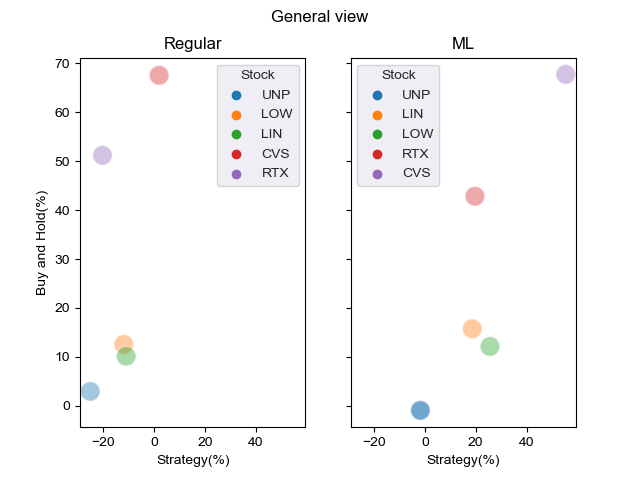 General view
Regular
ML
Stock
UNP
LOW
LIN
CVS
RTX
Stock
UNP
LIN
LOW
RTX
CVS
70
60
50
40
30
20
10
0
Buy and Hold(%)
−20 0 20 40
−20 0 20 40
Strategy(%)
Strategy(%)